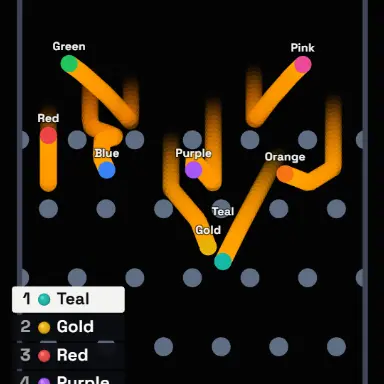 Green
Pink
Red
Blue
Purple
Orange
Teal
Gold
1 Teal
2 Gold
3 Red
4 Purple